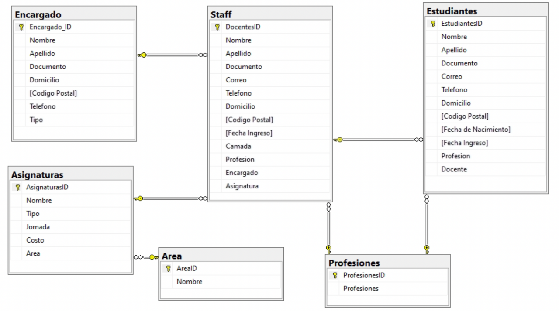 Encargado
Encargado_ID
Nombre
Apellido
Documento
Domicilio
[Codigo Postal]
Telefono
Tipo
Staff
DocentesID
Nombre
Apellido
Documento
Correo
Telefono
Domicilio
[Codigo Postal]
[Fecha Ingreso]
Camada
Profesion
Encargado
Asignatura
Estudiantes
EstudiantesID
Nombre
Apellido
Documento
Correo
Telefono
Domicilio
[Codigo Postal]
[Fecha de Nacimiento]
[Fecha Ingreso]
Profesion
Docente
Asignaturas
AsignaturasID
Nombre
Tipo
Jornada
Costo
Area
Area
AreaID
Nombre
Profesiones
ProfesionesID
Profesiones